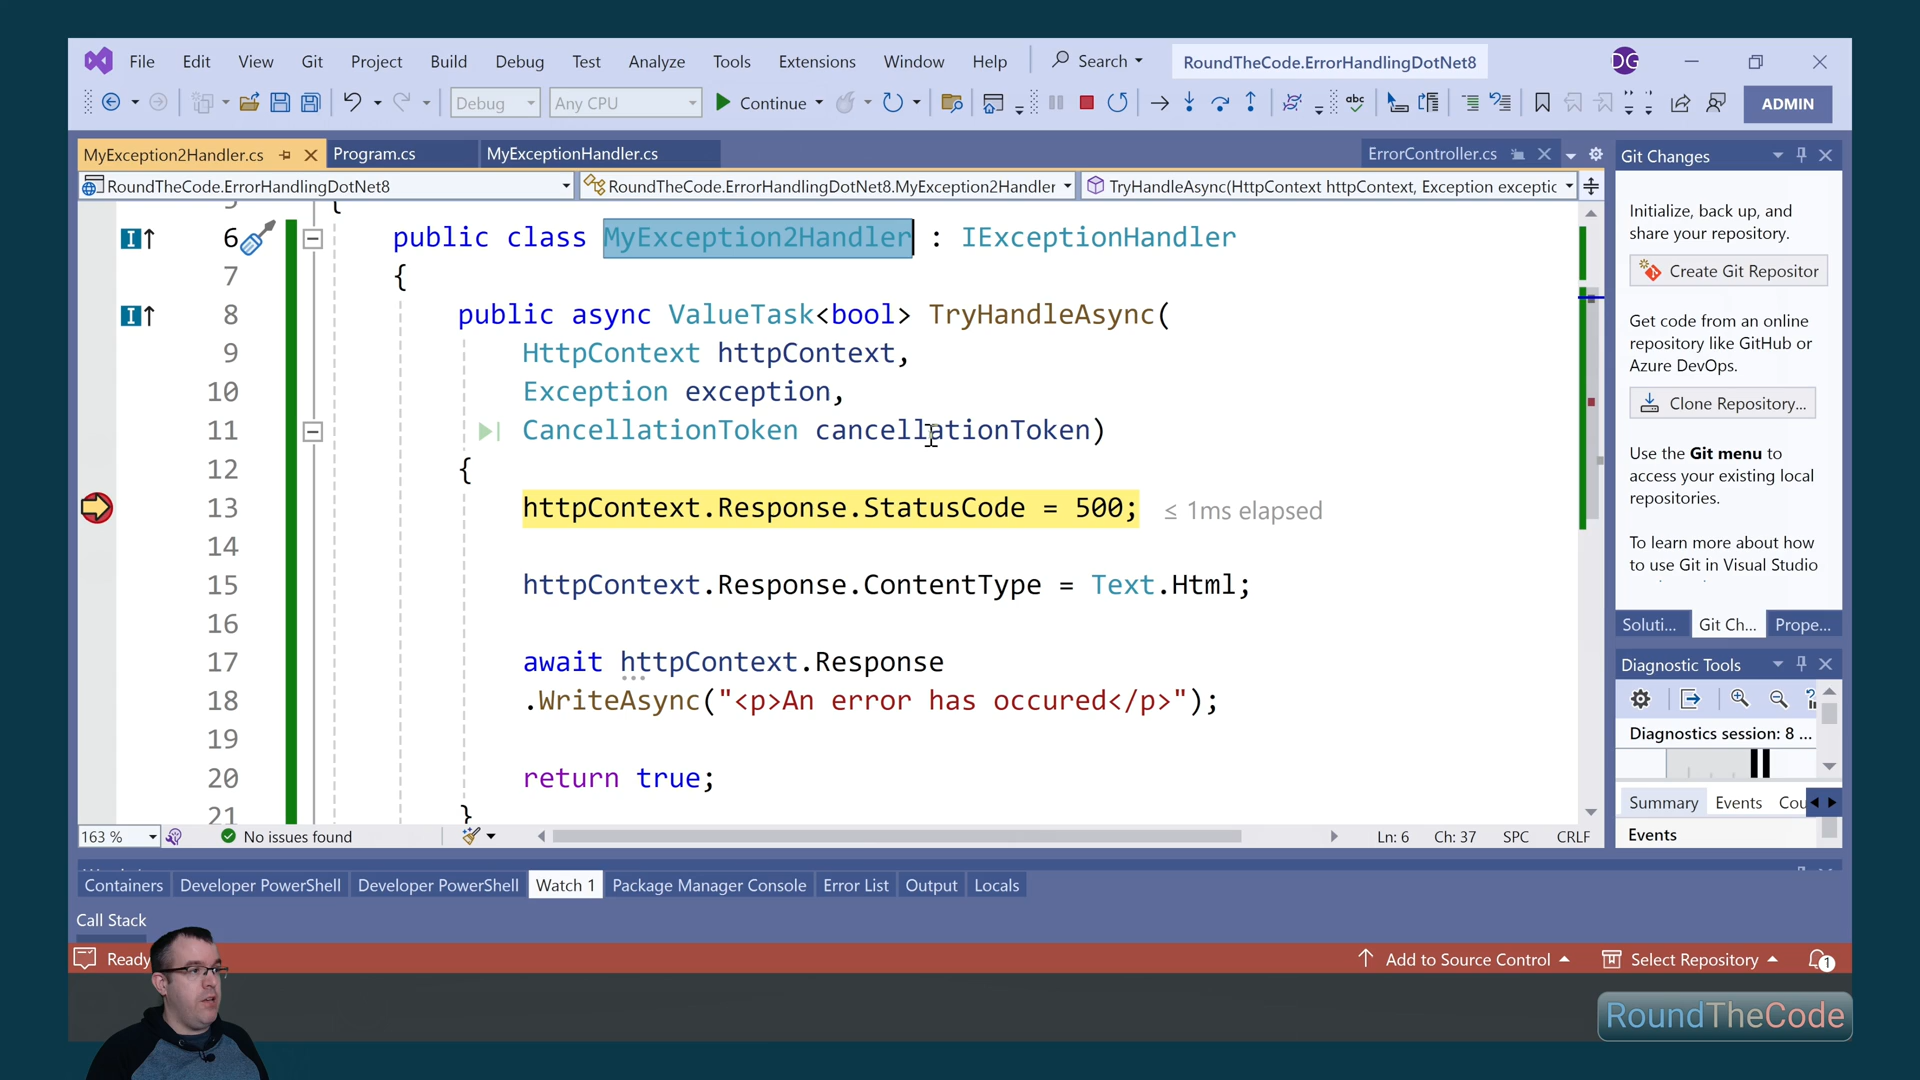 File Edit View Git Project Build Debug Test Analyze Tools Extensions Window Help Search RoundTheCode.ErrorHandlingDotNet8 DG
Debug Any CPU Continue abc ADMIN
MyException2Handler.cs Program.cs MyExceptionHandler.cs ErrorController.cs
RoundTheCode.ErrorHandlingDotNet8 RoundTheCode.ErrorHandlingDotNet8.MyException2Handler TryHandleAsync(HttpContext httpContext, Exception exceptic
{
6 public class MyException2Handler : IExceptionHandler
7 {
8 public async ValueTask<bool> TryHandleAsync(
9 HttpContext httpContext,
10 Exception exception,
11 CancellationToken cancellationToken)
12 {
13 httpContext.Response.StatusCode = 500; ≤ 1ms elapsed
14
15 httpContext.Response.ContentType = Text.Html;
16
17 await httpContext.Response
18 .WriteAsync("<p>An error has occured</p>");
19
20 return true;
21 }
163 % No issues found Ln: 6 Ch: 37 SPC CRLF
Git Changes
Initialize, back up, and
share your repository.
Create Git Repositor
Get code from an online
repository like GitHub or
Azure DevOps.
Clone Repository...
Use the Git menu to
access your existing local
repositories.
To learn more about how
to use Git in Visual Studio
Soluti... Git Ch... Prope...
Diagnostic Tools
Diagnostics session: 8 ...
Summary Events Cou
Events
Containers Developer PowerShell Developer PowerShell Watch 1 Package Manager Console Error List Output Locals
Call Stack
Ready Add to Source Control Select Repository 1
RoundTheCode